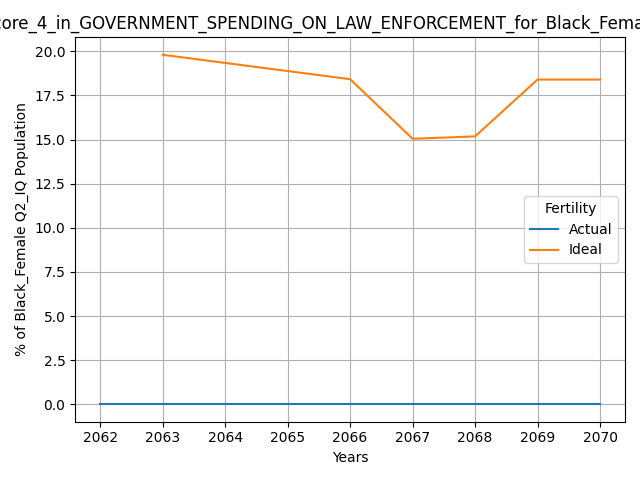 core_4_in_GOVERNMENT_SPENDING_ON_LAW_ENFORCEMENT_for_Black_Fema
20.0
17.5
15.0
12.5
10.0
7.5
5.0
2.5
0.0
% of Black_Female Q2_IQ Population
Fertility
Actual
Ideal
2062 2063 2064 2065 2066 2067 2068 2069 2070
Years